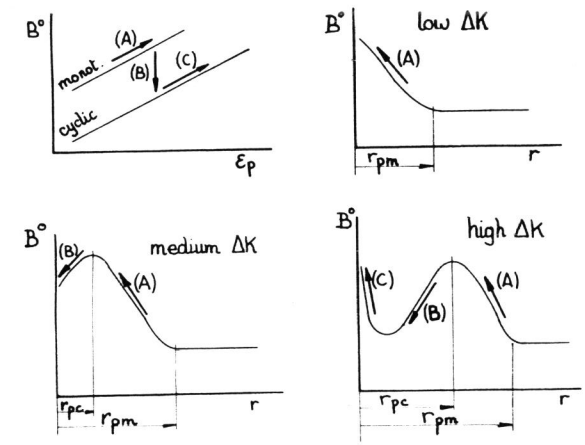 B°
(A)
(B)
(C)
monot.
cyclic
εp
low ΔK
B°
(A)
rpm
r
medium ΔK
B°
(B)
(A)
rpc
rpm
r
high ΔK
B°
(C)
(B)
(A)
rpc
rpm
r